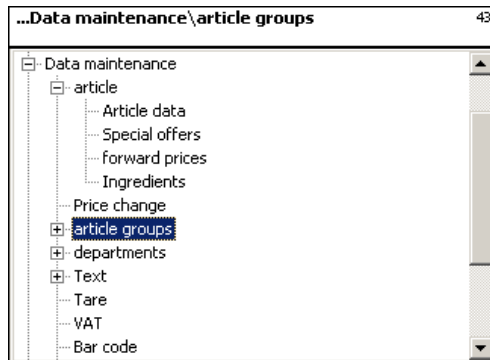 ...Data maintenance\article groups 43
Data maintenance
article
Article data
Special offers
forward prices
Ingredients
Price change
article groups
departments
Text
Tare
VAT
Bar code